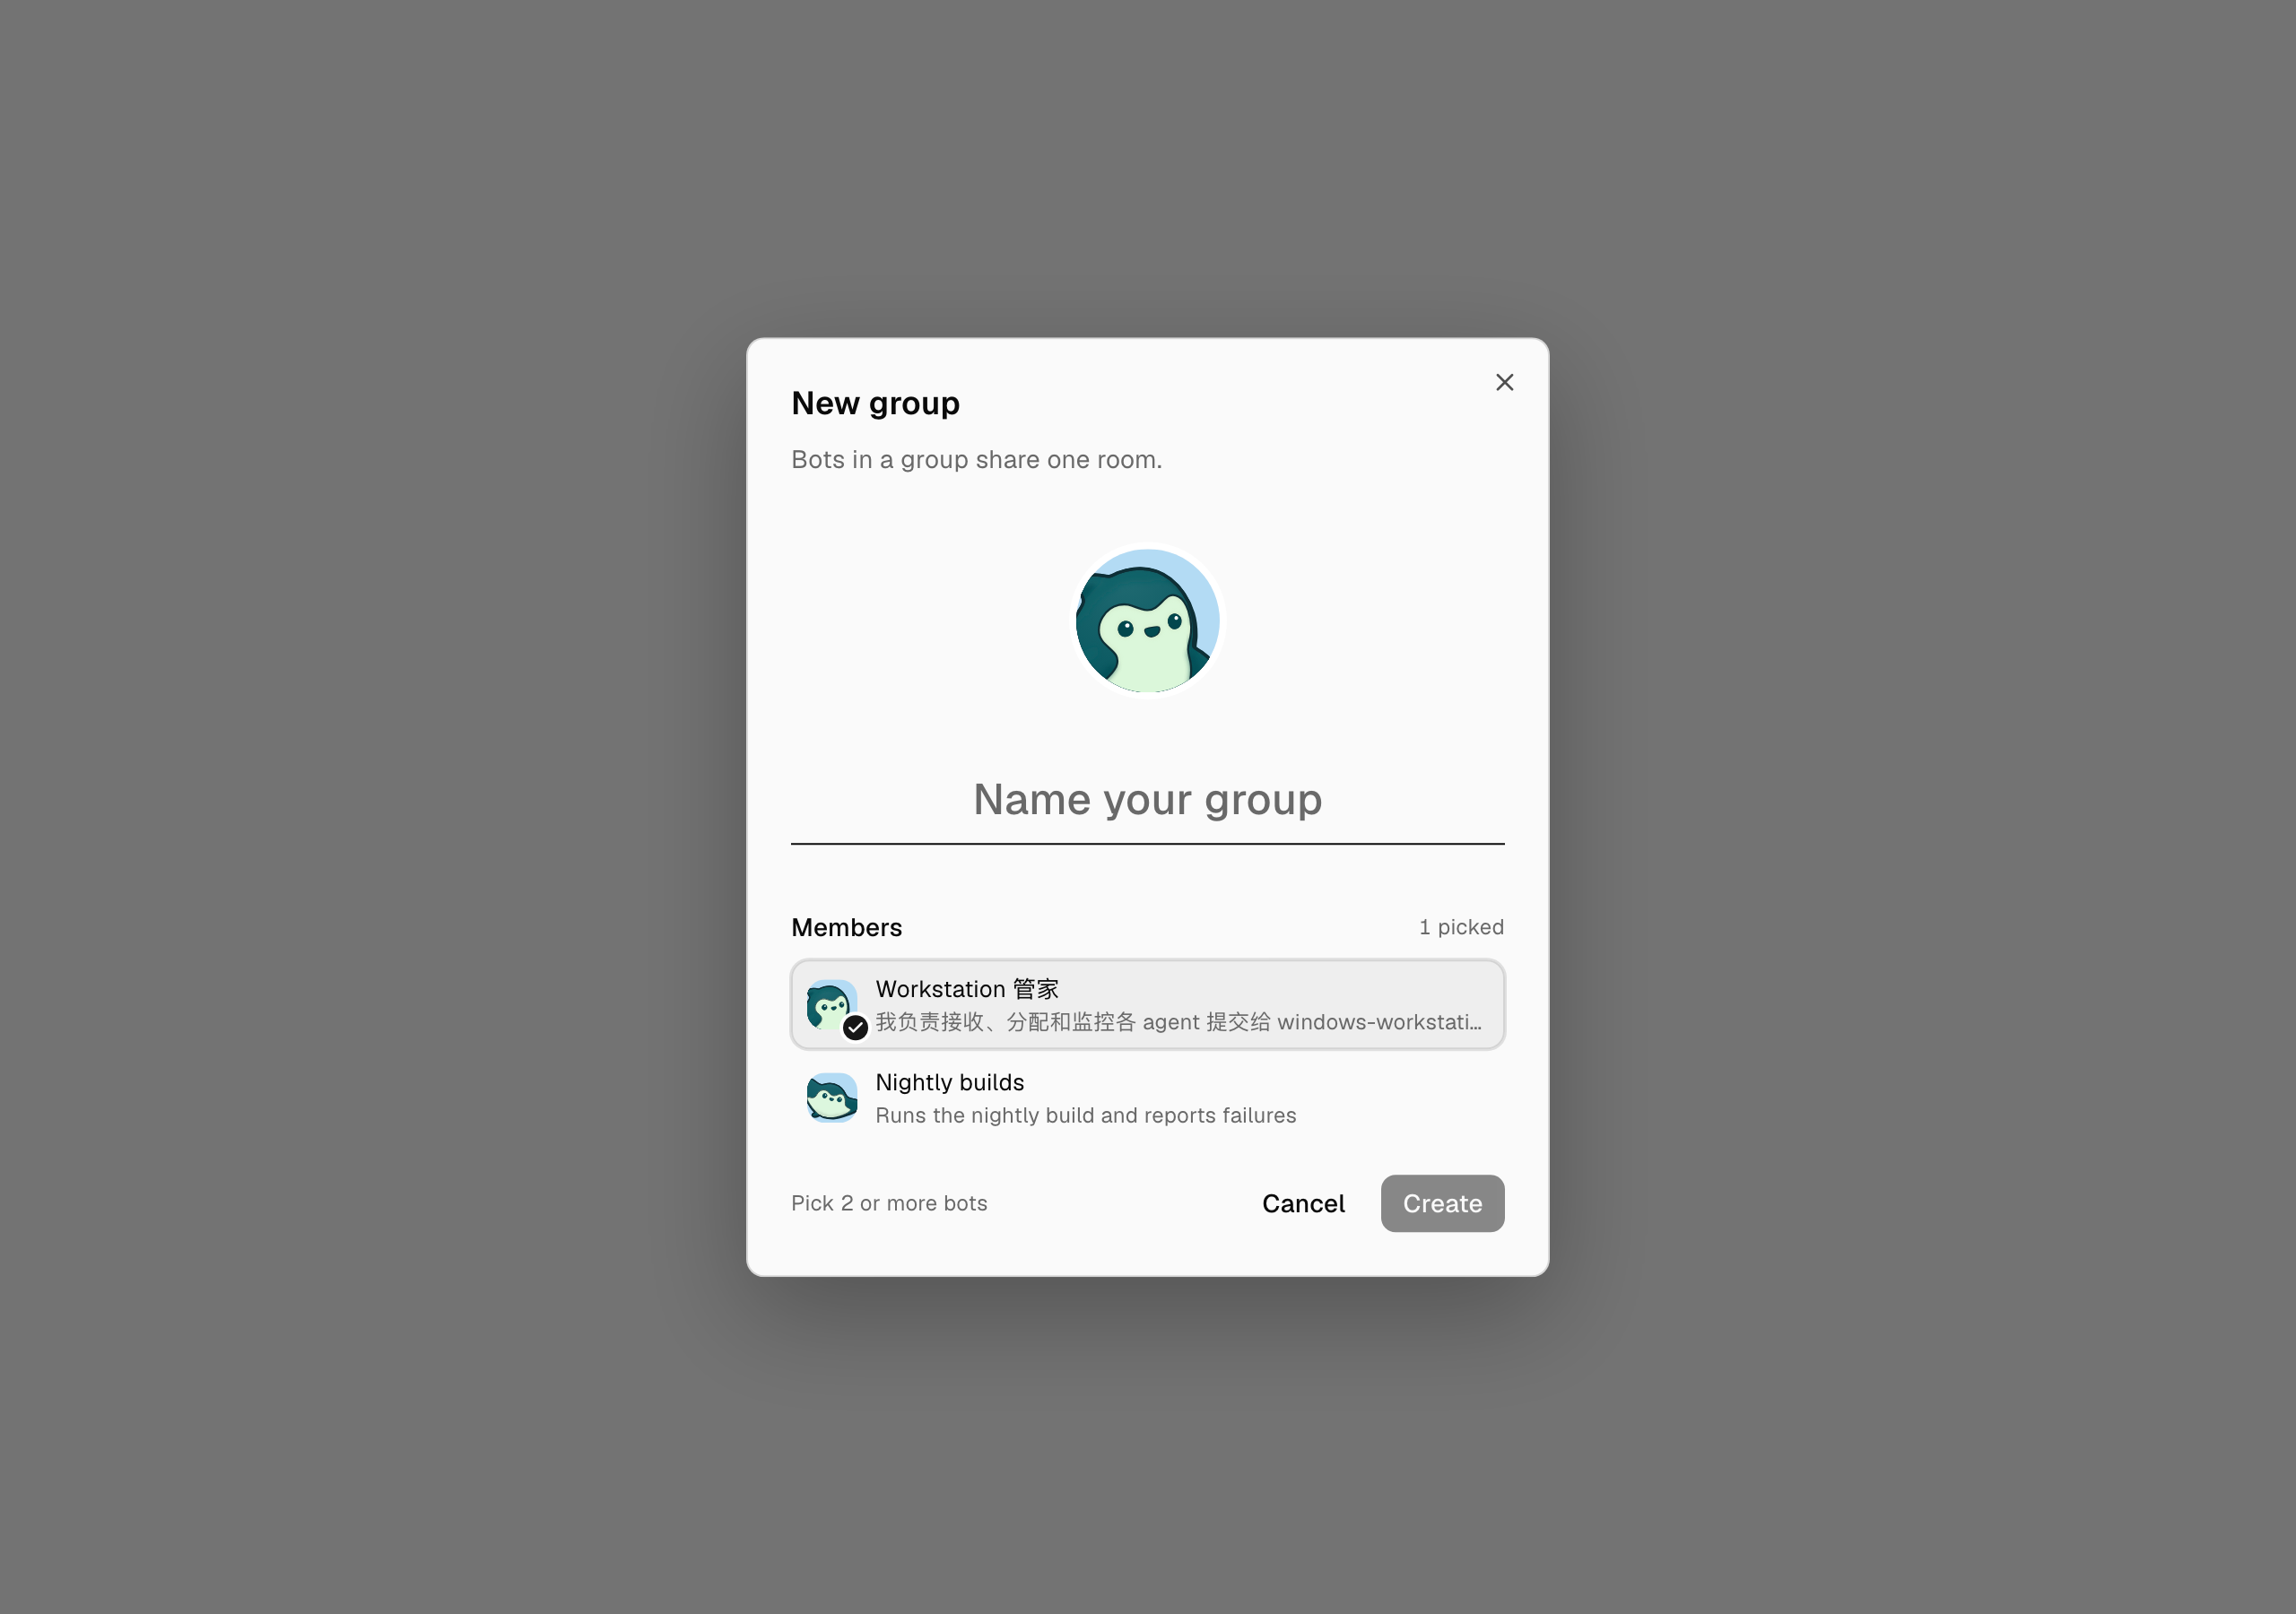 New group
Bots in a group share one room.
Name your group
Members
1 picked
Workstation 管家
我负责接收、分配和监控各 agent 提交给 windows-workstati...
Nightly builds
Runs the nightly build and reports failures
Pick 2 or more bots
Cancel
Create